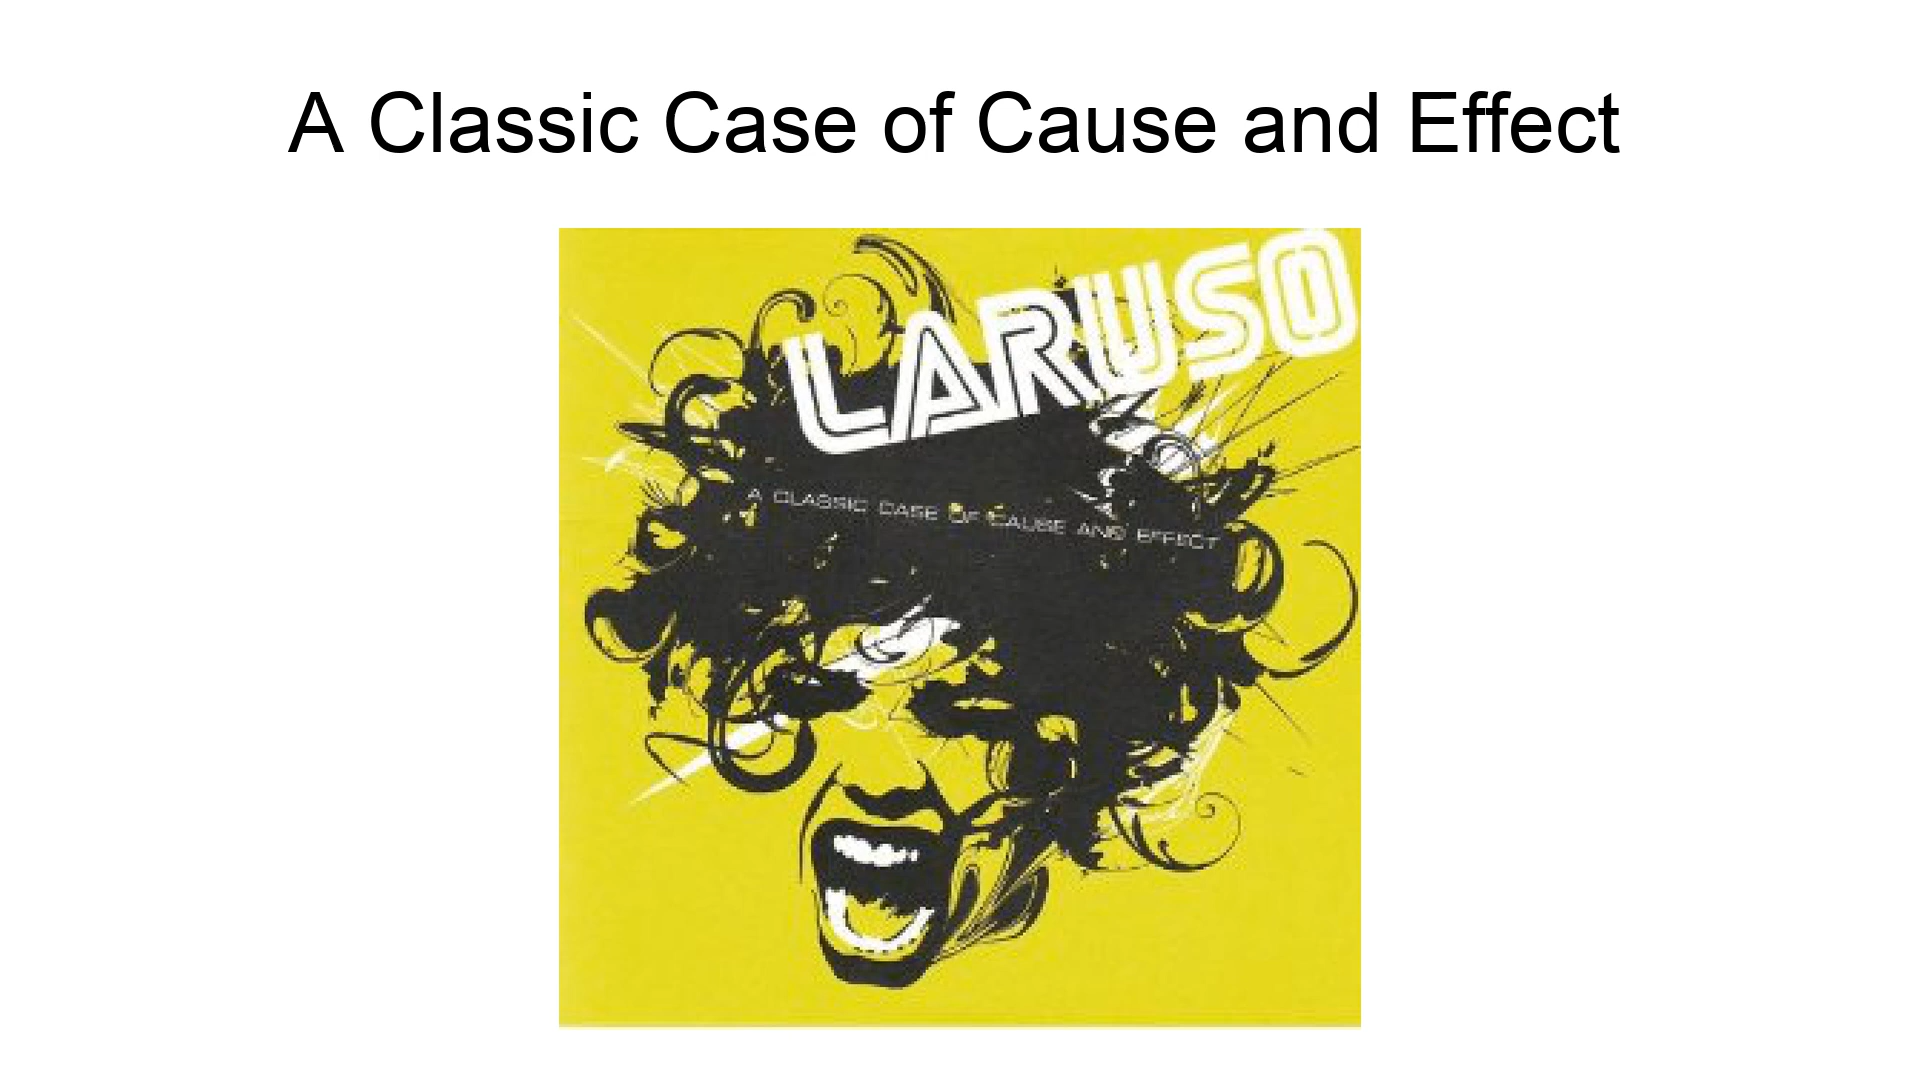 A Classic Case of Cause and Effect
LARUSO
A CLASSIC CASE OF CAUSE AND EFFECT